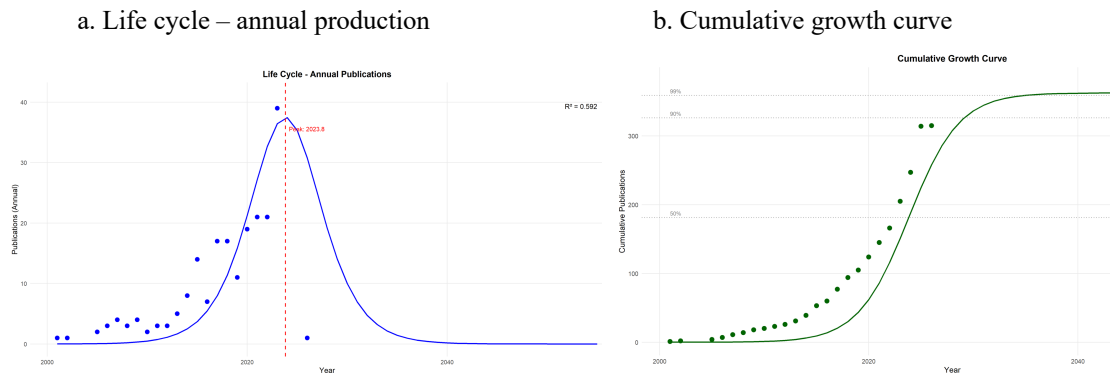 a. Life cycle – annual production
Life Cycle - Annual Publications
R² = 0.592
Peak: 2023.8
40
30
20
10
0
Publications (Annual)
2000
2020
2040
Year
b. Cumulative growth curve
Cumulative Growth Curve
99%
90%
50%
300
200
100
0
Cumulative Publications
2000
2020
2040
Year